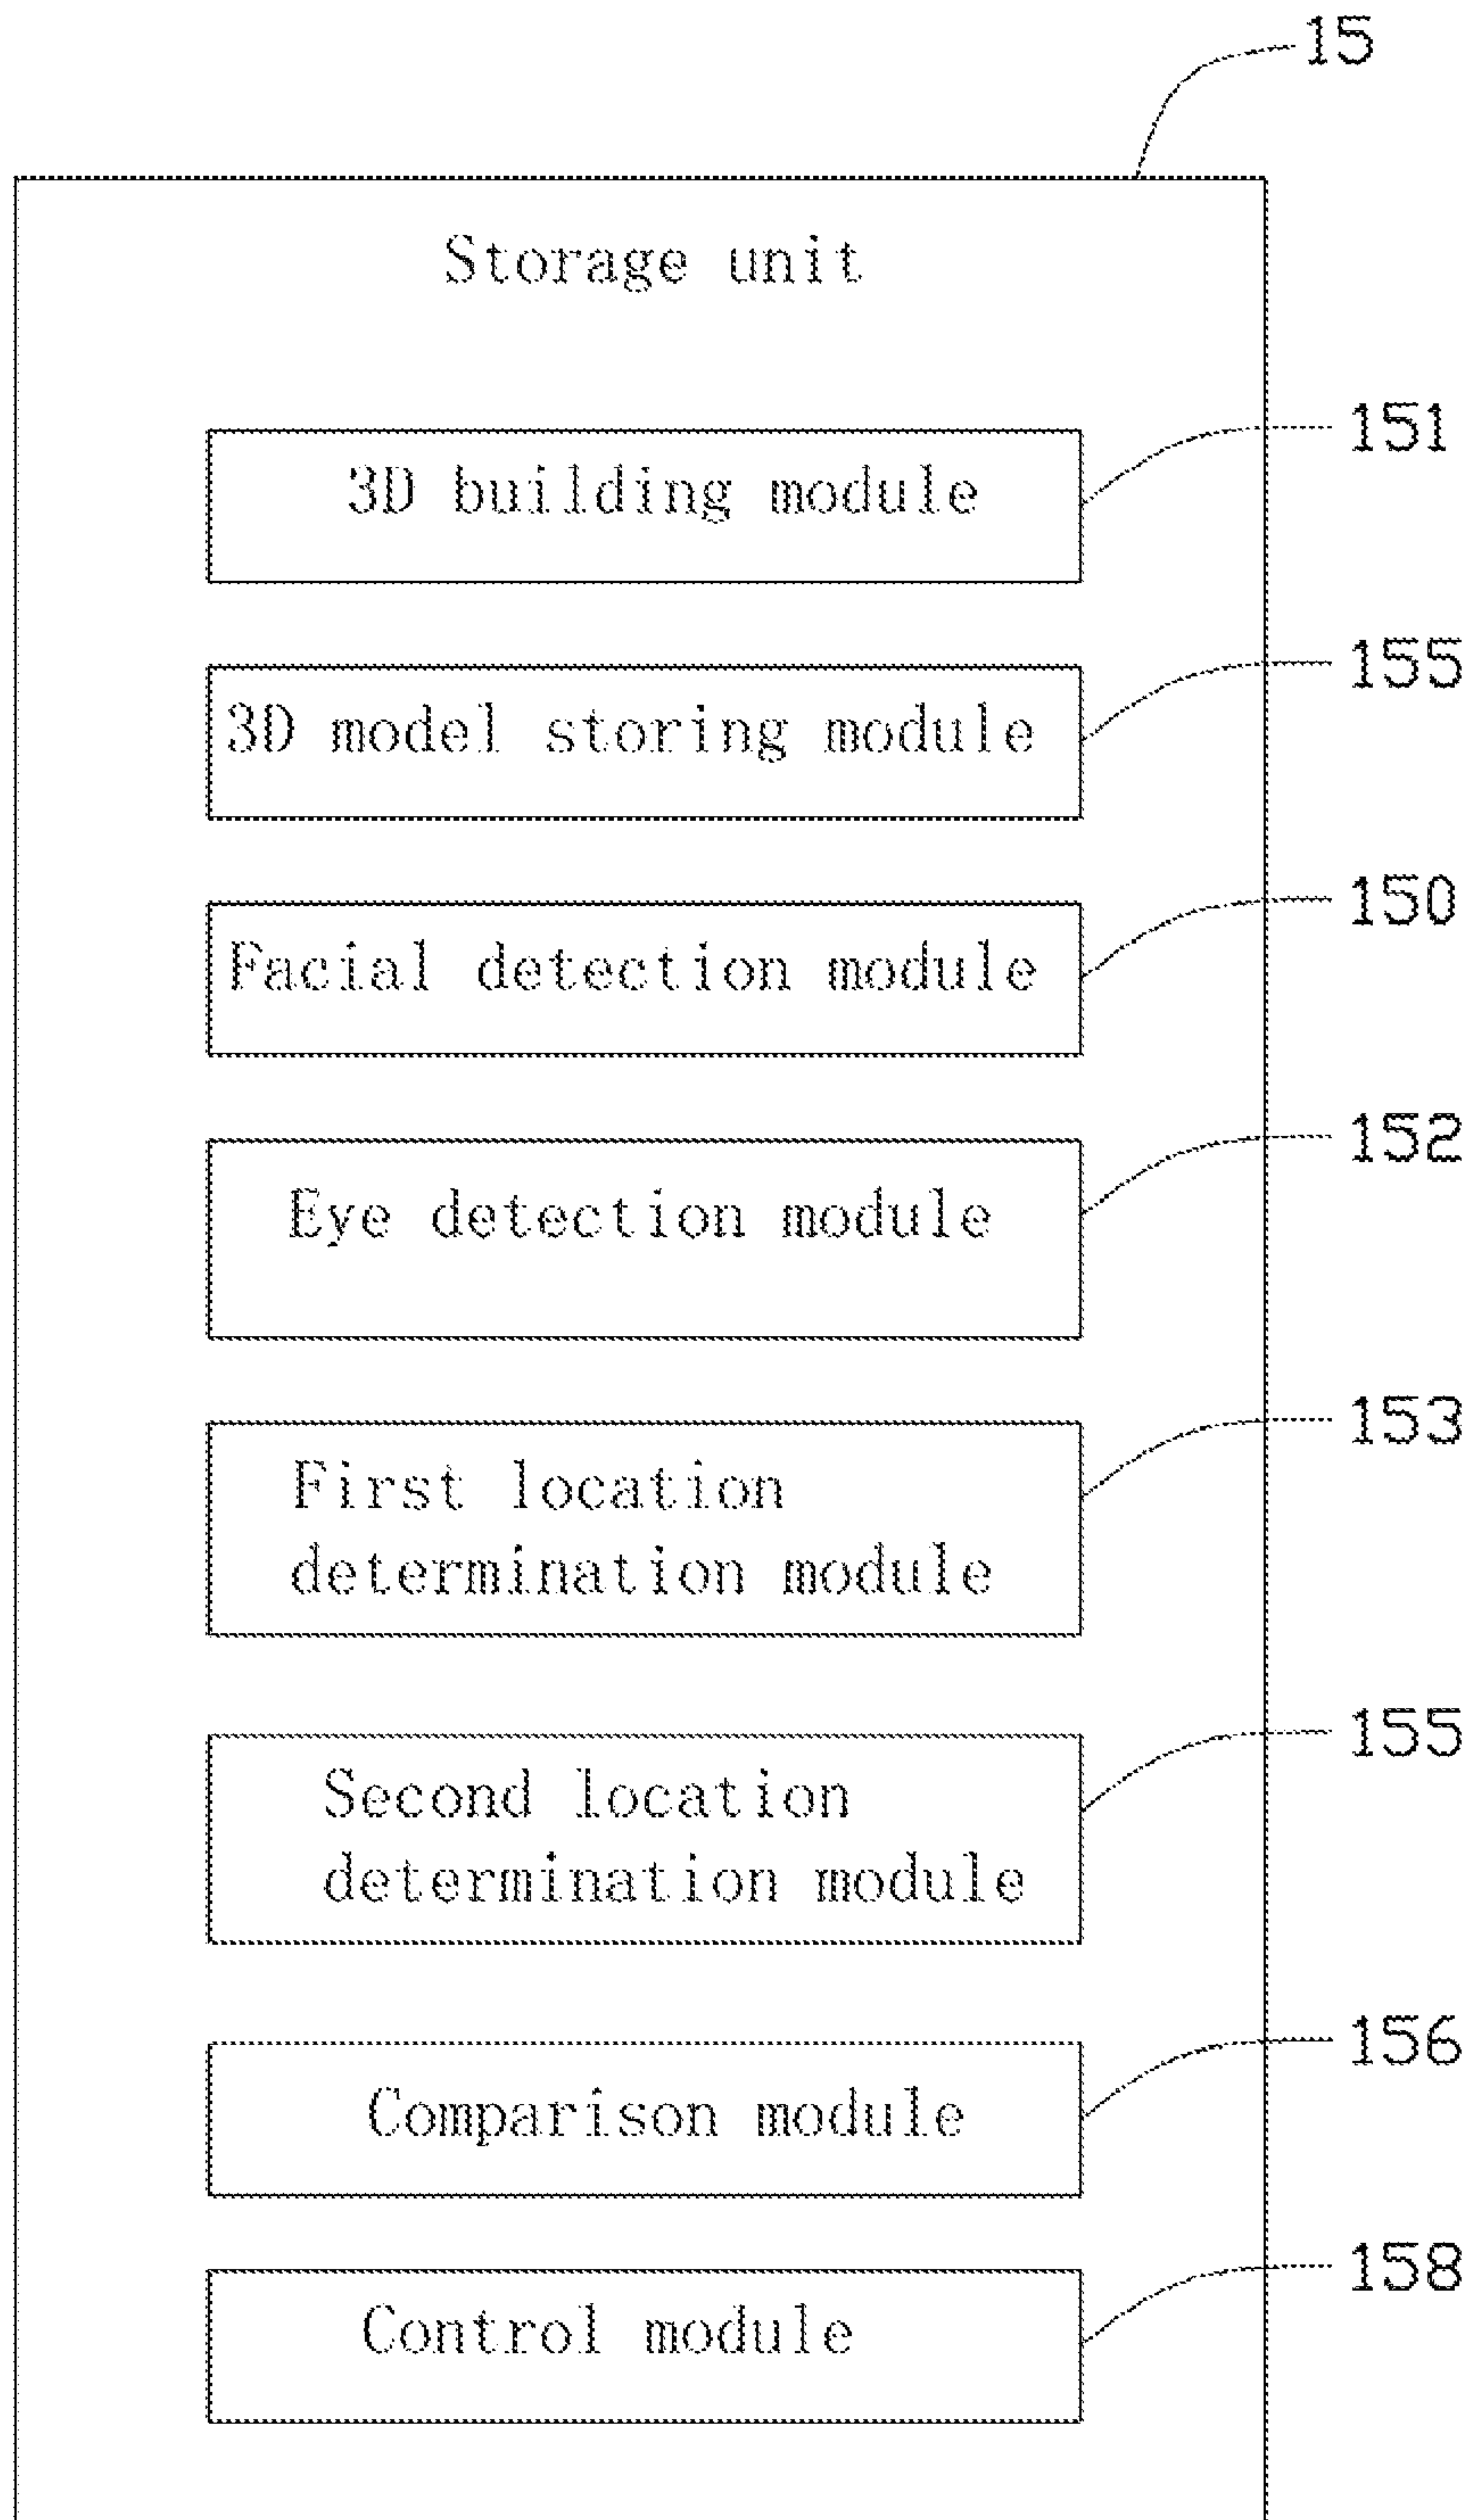 15
Storage unit
3D building module
151
3D model storing module
155
Facial detection module
150
Eye detection module
152
First location
determination module
153
Second location
determination module
155
Comparison module
156
Control module
158